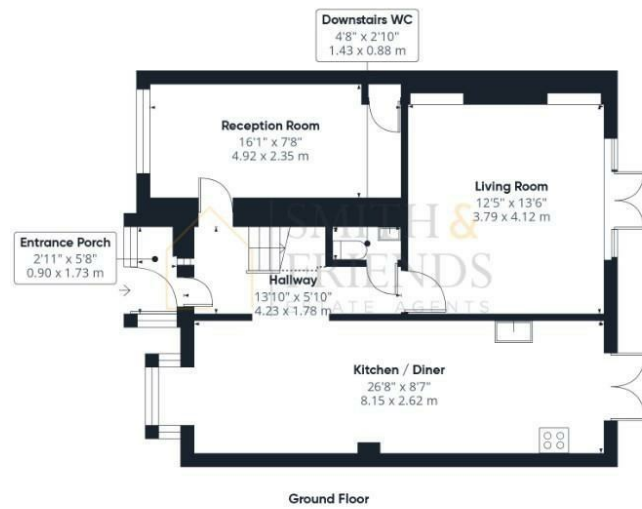 Downstairs WC
4'8" x 2'10"
1.43 x 0.88 m
Reception Room
16'1" x 7'8"
4.92 x 2.35 m
Living Room
12'5" x 13'6"
3.79 x 4.12 m
Entrance Porch
2'11" x 5'8"
0.90 x 1.73 m
SMITH &
FRIENDS
ESTATE AGENTS
Hallway
13'10" x 5'10"
4.23 x 1.78 m
Kitchen / Diner
26'8" x 8'7"
8.15 x 2.62 m
Ground Floor